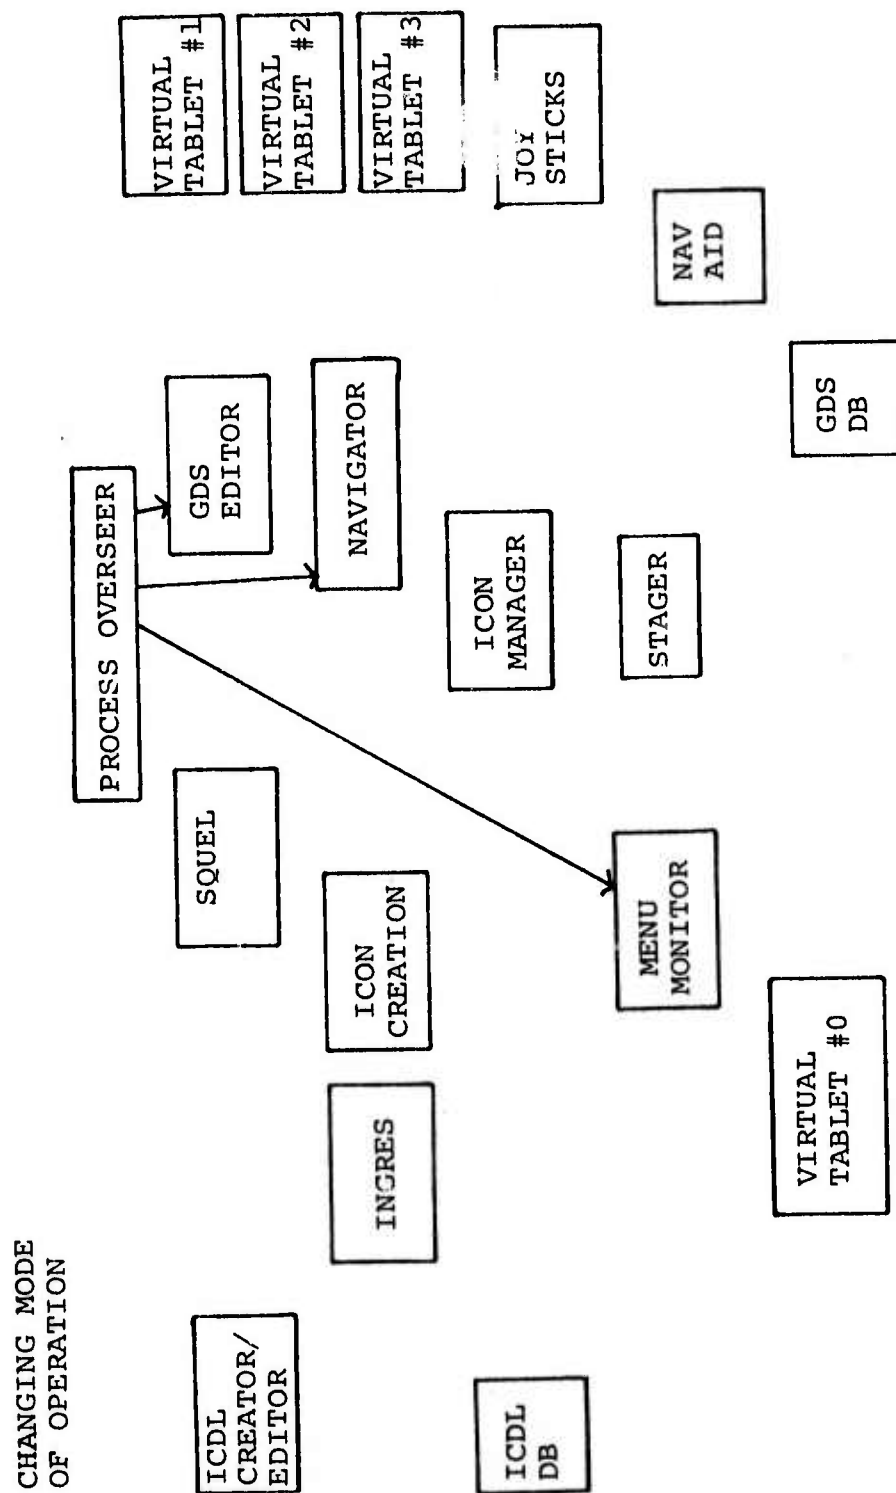 CHANGING MODE
OF OPERATION
PROCESS OVERSEER
ICDL
CREATOR/
EDITOR
SQUEL
GDS
EDITOR
VIRTUAL
TABLET #1
VIRTUAL
TABLET #2
INGRES
ICON
CREATION
NAVIGATOR
VIRTUAL
TABLET #3
ICDL
DB
ICON
MANAGER
JOY
STICKS
MENU
MONITOR
STAGER
NAV
AID
VIRTUAL
TABLET #0
GDS
DB